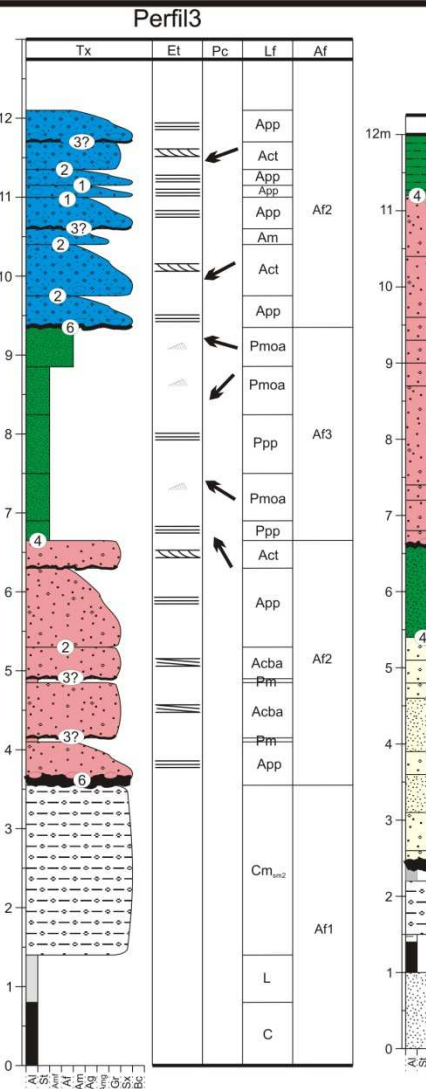 Perfil3
Tx Et Pc Lf Af
12
11
10
9
8
7
6
5
4
3
2
1
0
3?
2
1
1
3?
2
2
6
4
2
3?
3?
6
App
Act
App
App
App
Am
Act
App
Pmoa
Pmoa
Ppp
Pmoa
Ppp
Act
App
Acba
Pm
Acba
Pm
App
Cmsm2
L
C
Af2
Af3
Af2
Af1
Al St Amf Af Am Ag Amg Gr Sx Bc
12m
11
10
9
8
7
6
5
4
3
2
1
0
4
4
Al